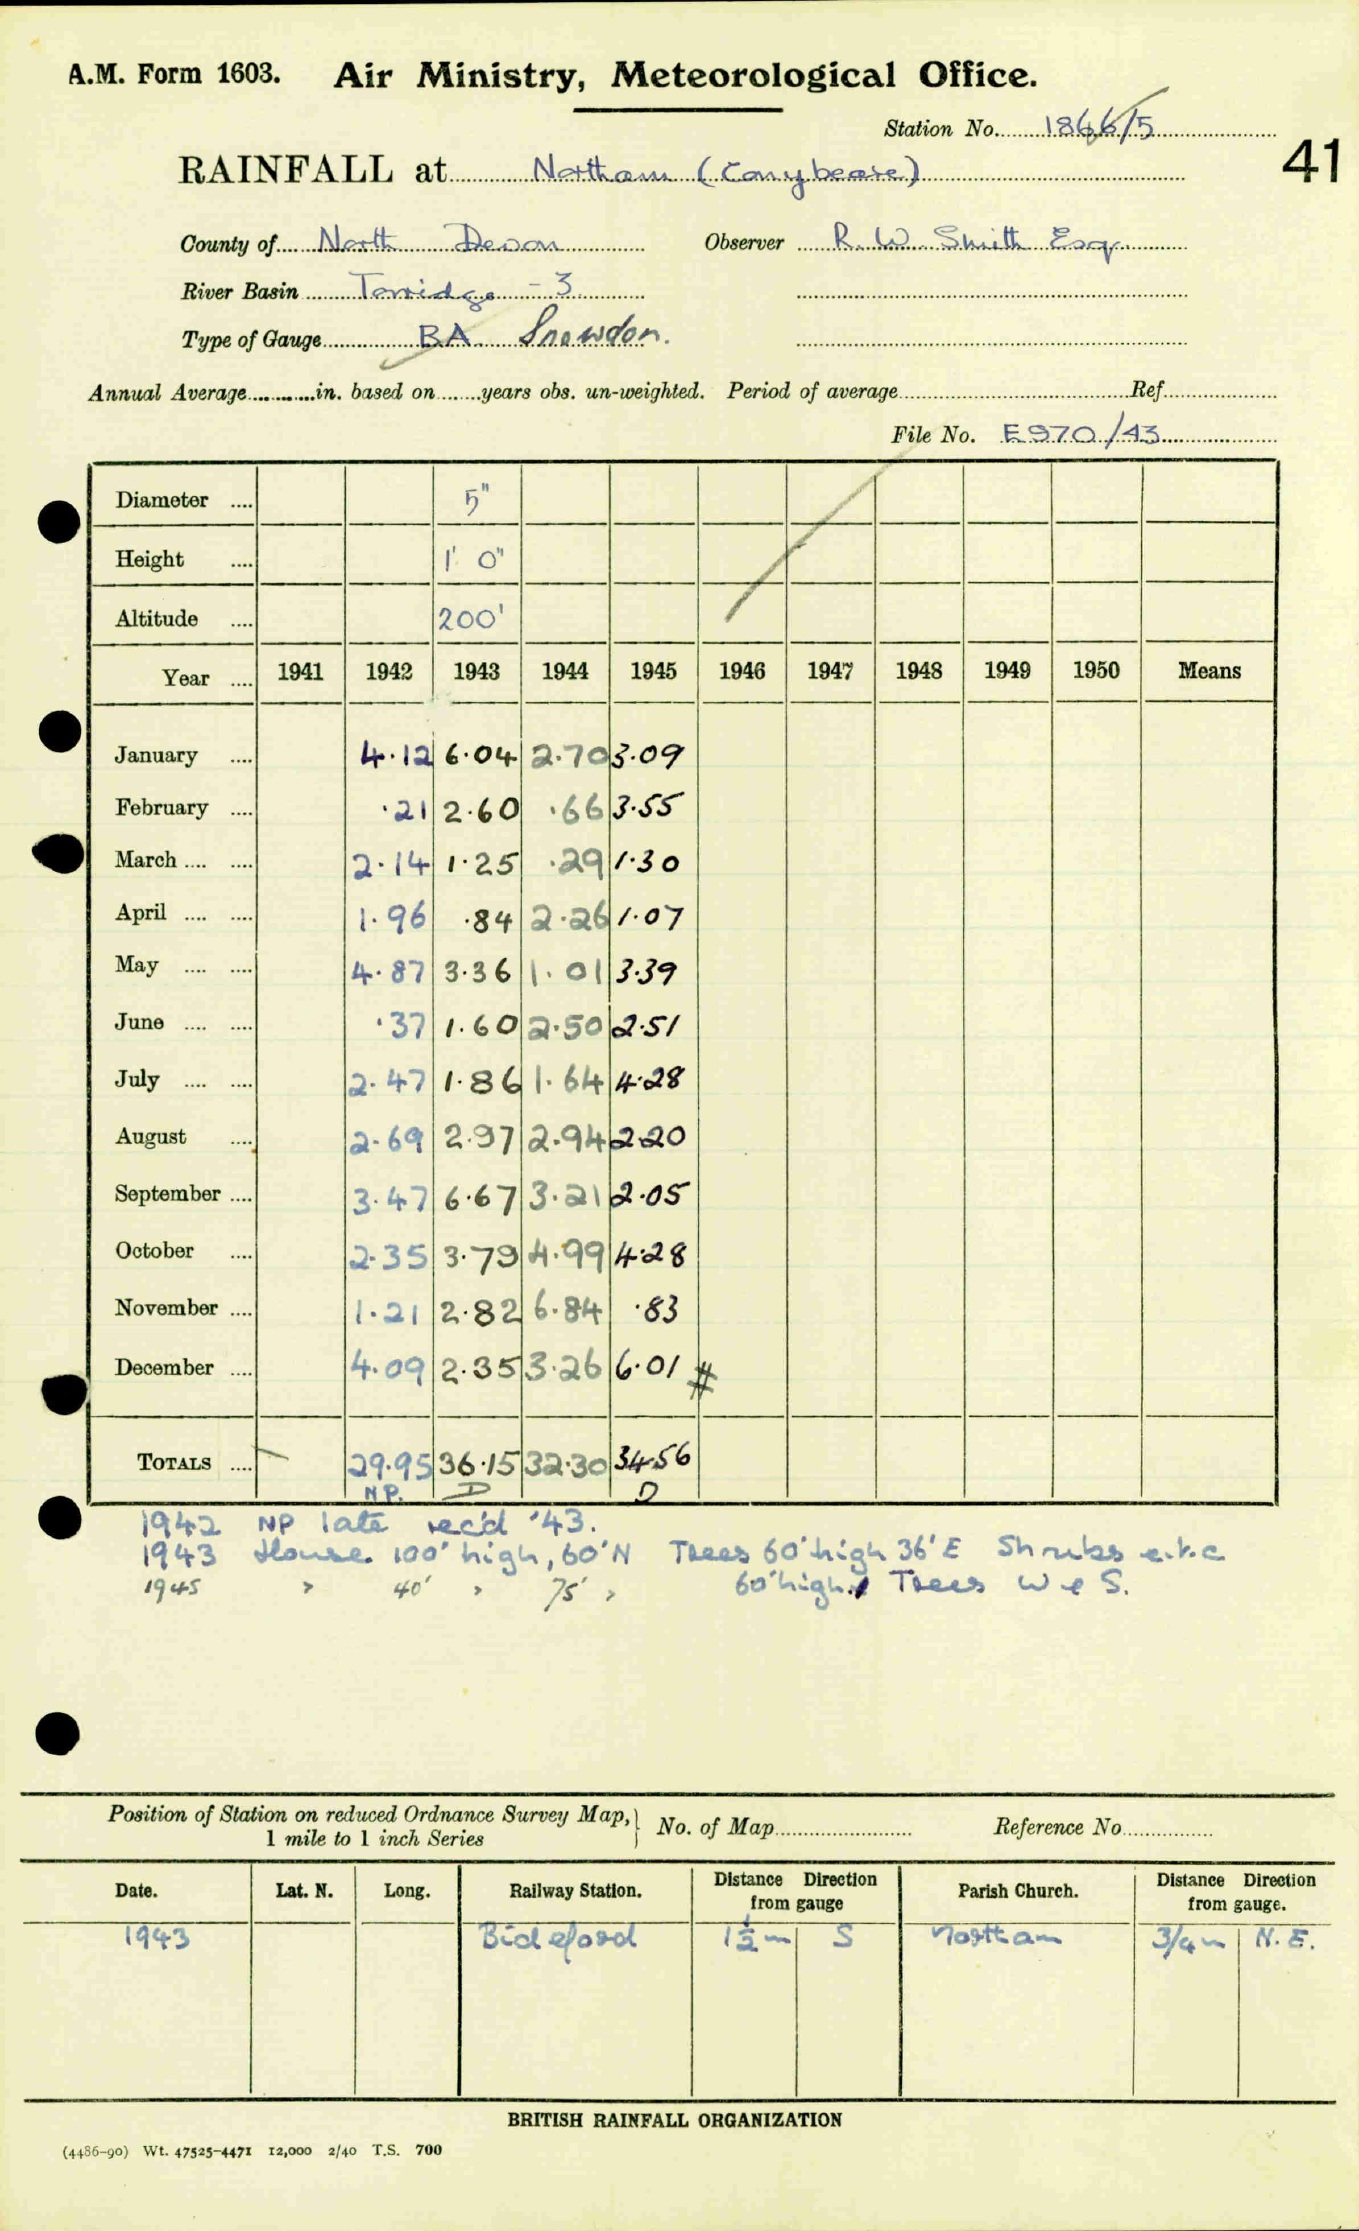 A.M. Form 1603. Air Ministry, Meteorological Office.
Station No. 1866/5
41
RAINFALL at Northam (Conybeare)
County of North Devon Observer R. W. Smith Esq.
River Basin Torridge - 3
Type of Gauge BA Snowdon.
Annual Average in. based on years obs. un-weighted. Period of average Ref.
File No. E970/43
Diameter .... 5"
Height .... 1' 0"
Altitude .... 200'
Year .... 1941 1942 1943 1944 1945 1946 1947 1948 1949 1950 Means
January .... 4.12 6.04 2.70 3.09
February .... .21 2.60 .66 3.55
March .... .... 2.14 1.25 .29 1.30
April .... .... 1.96 .84 2.26 1.07
May .... .... 4.87 3.36 1.01 3.39
June .... .... .37 1.60 2.50 2.51
July .... .... 2.47 1.86 1.64 4.28
August .... 2.69 2.97 2.94 2.20
September .... 3.47 6.67 3.21 2.05
October .... 2.35 3.79 4.99 4.28
November .... 1.21 2.82 6.84 .83
December .... 4.09 2.35 3.26 6.01 #
TOTALS .... 29.95 36.15 32.30 34.56
NP. D D
1942 NP late rec'd '43.
1943 House 100' high, 60' N Trees 60' high 36' E Shrubs e.t.c
1945 " 40' " 75' " 60' high. Trees W & S.
Position of Station on reduced Ordnance Survey Map,} No. of Map Reference No.
1 mile to 1 inch Series
Date. Lat. N. Long. Railway Station. Distance Direction from gauge Parish Church. Distance Direction from gauge.
1943 Bideford 1½ m S Northam 3/4 m N.E.
BRITISH RAINFALL ORGANIZATION
(4486-90) Wt. 47525-4471 12,000 2/40 T.S. 700